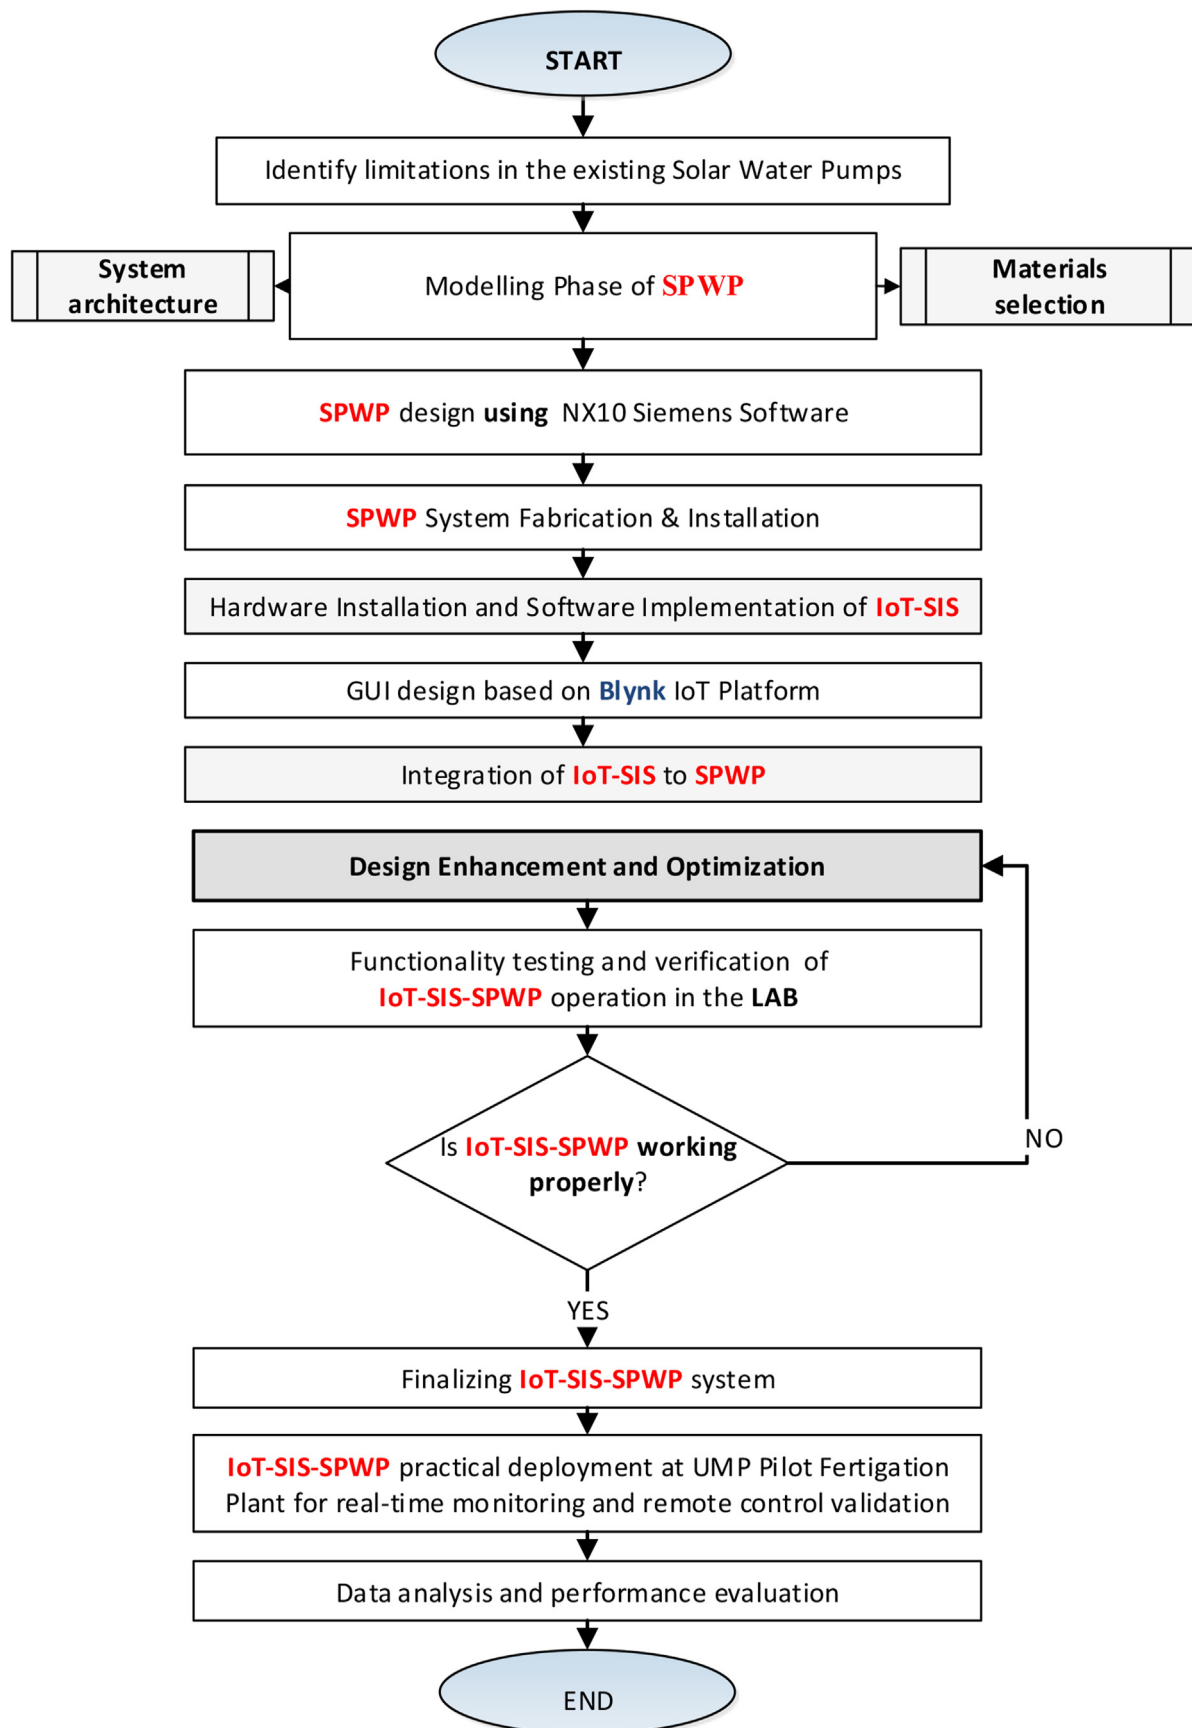 START
Identify limitations in the existing Solar Water Pumps
System
architecture
Modelling Phase of SPWP
Materials
selection
SPWP design using NX10 Siemens Software
SPWP System Fabrication & Installation
Hardware Installation and Software Implementation of IoT-SIS
GUI design based on Blynk IoT Platform
Integration of IoT-SIS to SPWP
Design Enhancement and Optimization
Functionality testing and verification of
IoT-SIS-SPWP operation in the LAB
Is IoT-SIS-SPWP working
properly?
NO
YES
Finalizing IoT-SIS-SPWP system
IoT-SIS-SPWP practical deployment at UMP Pilot Fertigation
Plant for real-time monitoring and remote control validation
Data analysis and performance evaluation
END